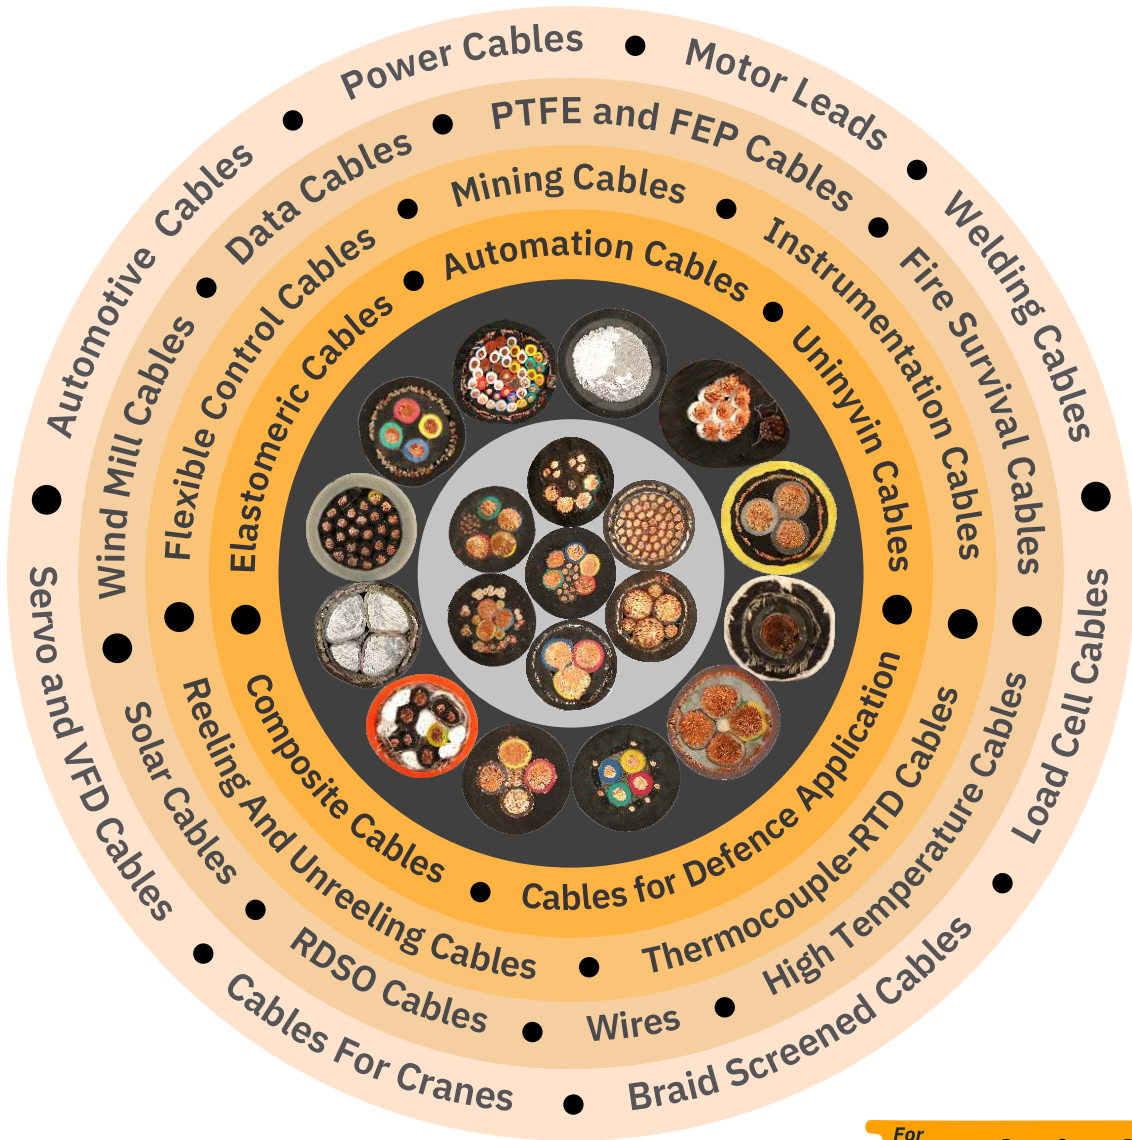 Power Cables
Motor Leads
Welding Cables
Load Cell Cables
Braid Screened Cables
Cables For Cranes
Servo and VFD Cables
Automotive Cables
PTFE and FEP Cables
Fire Survival Cables
High Temperature Cables
Wires
RDSO Cables
Solar Cables
Wind Mill Cables
Data Cables
Mining Cables
Instrumentation Cables
Thermocouple-RTD Cables
Reeling And Unreeling Cables
Flexible Control Cables
Automation Cables
Uninyvin Cables
Cables for Defence Application
Composite Cables
Elastomeric Cables
For